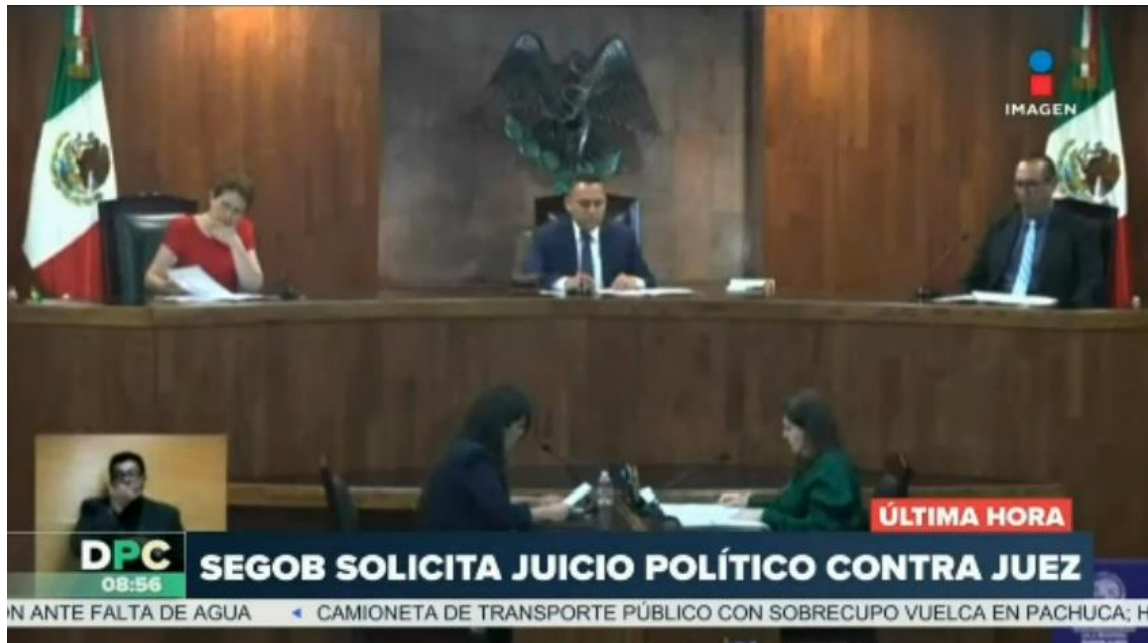 IMAGEN
ÚLTIMA HORA
DPC
08:56
SEGOB SOLICITA JUICIO POLÍTICO CONTRA JUEZ
N ANTE FALTA DE AGUA ◄ CAMIONETA DE TRANSPORTE PÚBLICO CON SOBRECUPO VUELCA EN PACHUCA; H